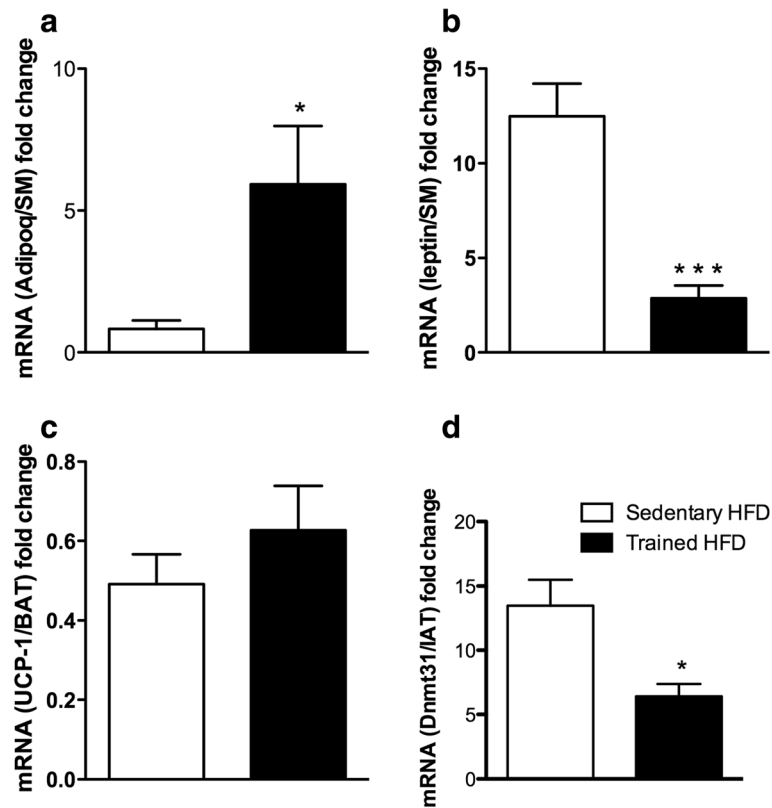 a
mRNA (Adipoq/SM) fold change
10
5
0
*
b
mRNA (leptin/SM) fold change
15
10
5
0
* * *
c
mRNA (UCP-1/BAT) fold change
0.8
0.6
0.4
0.2
0.0
d
mRNA (Dnmt31/IAT) fold change
20
15
10
5
0
*
Sedentary HFD
Trained HFD